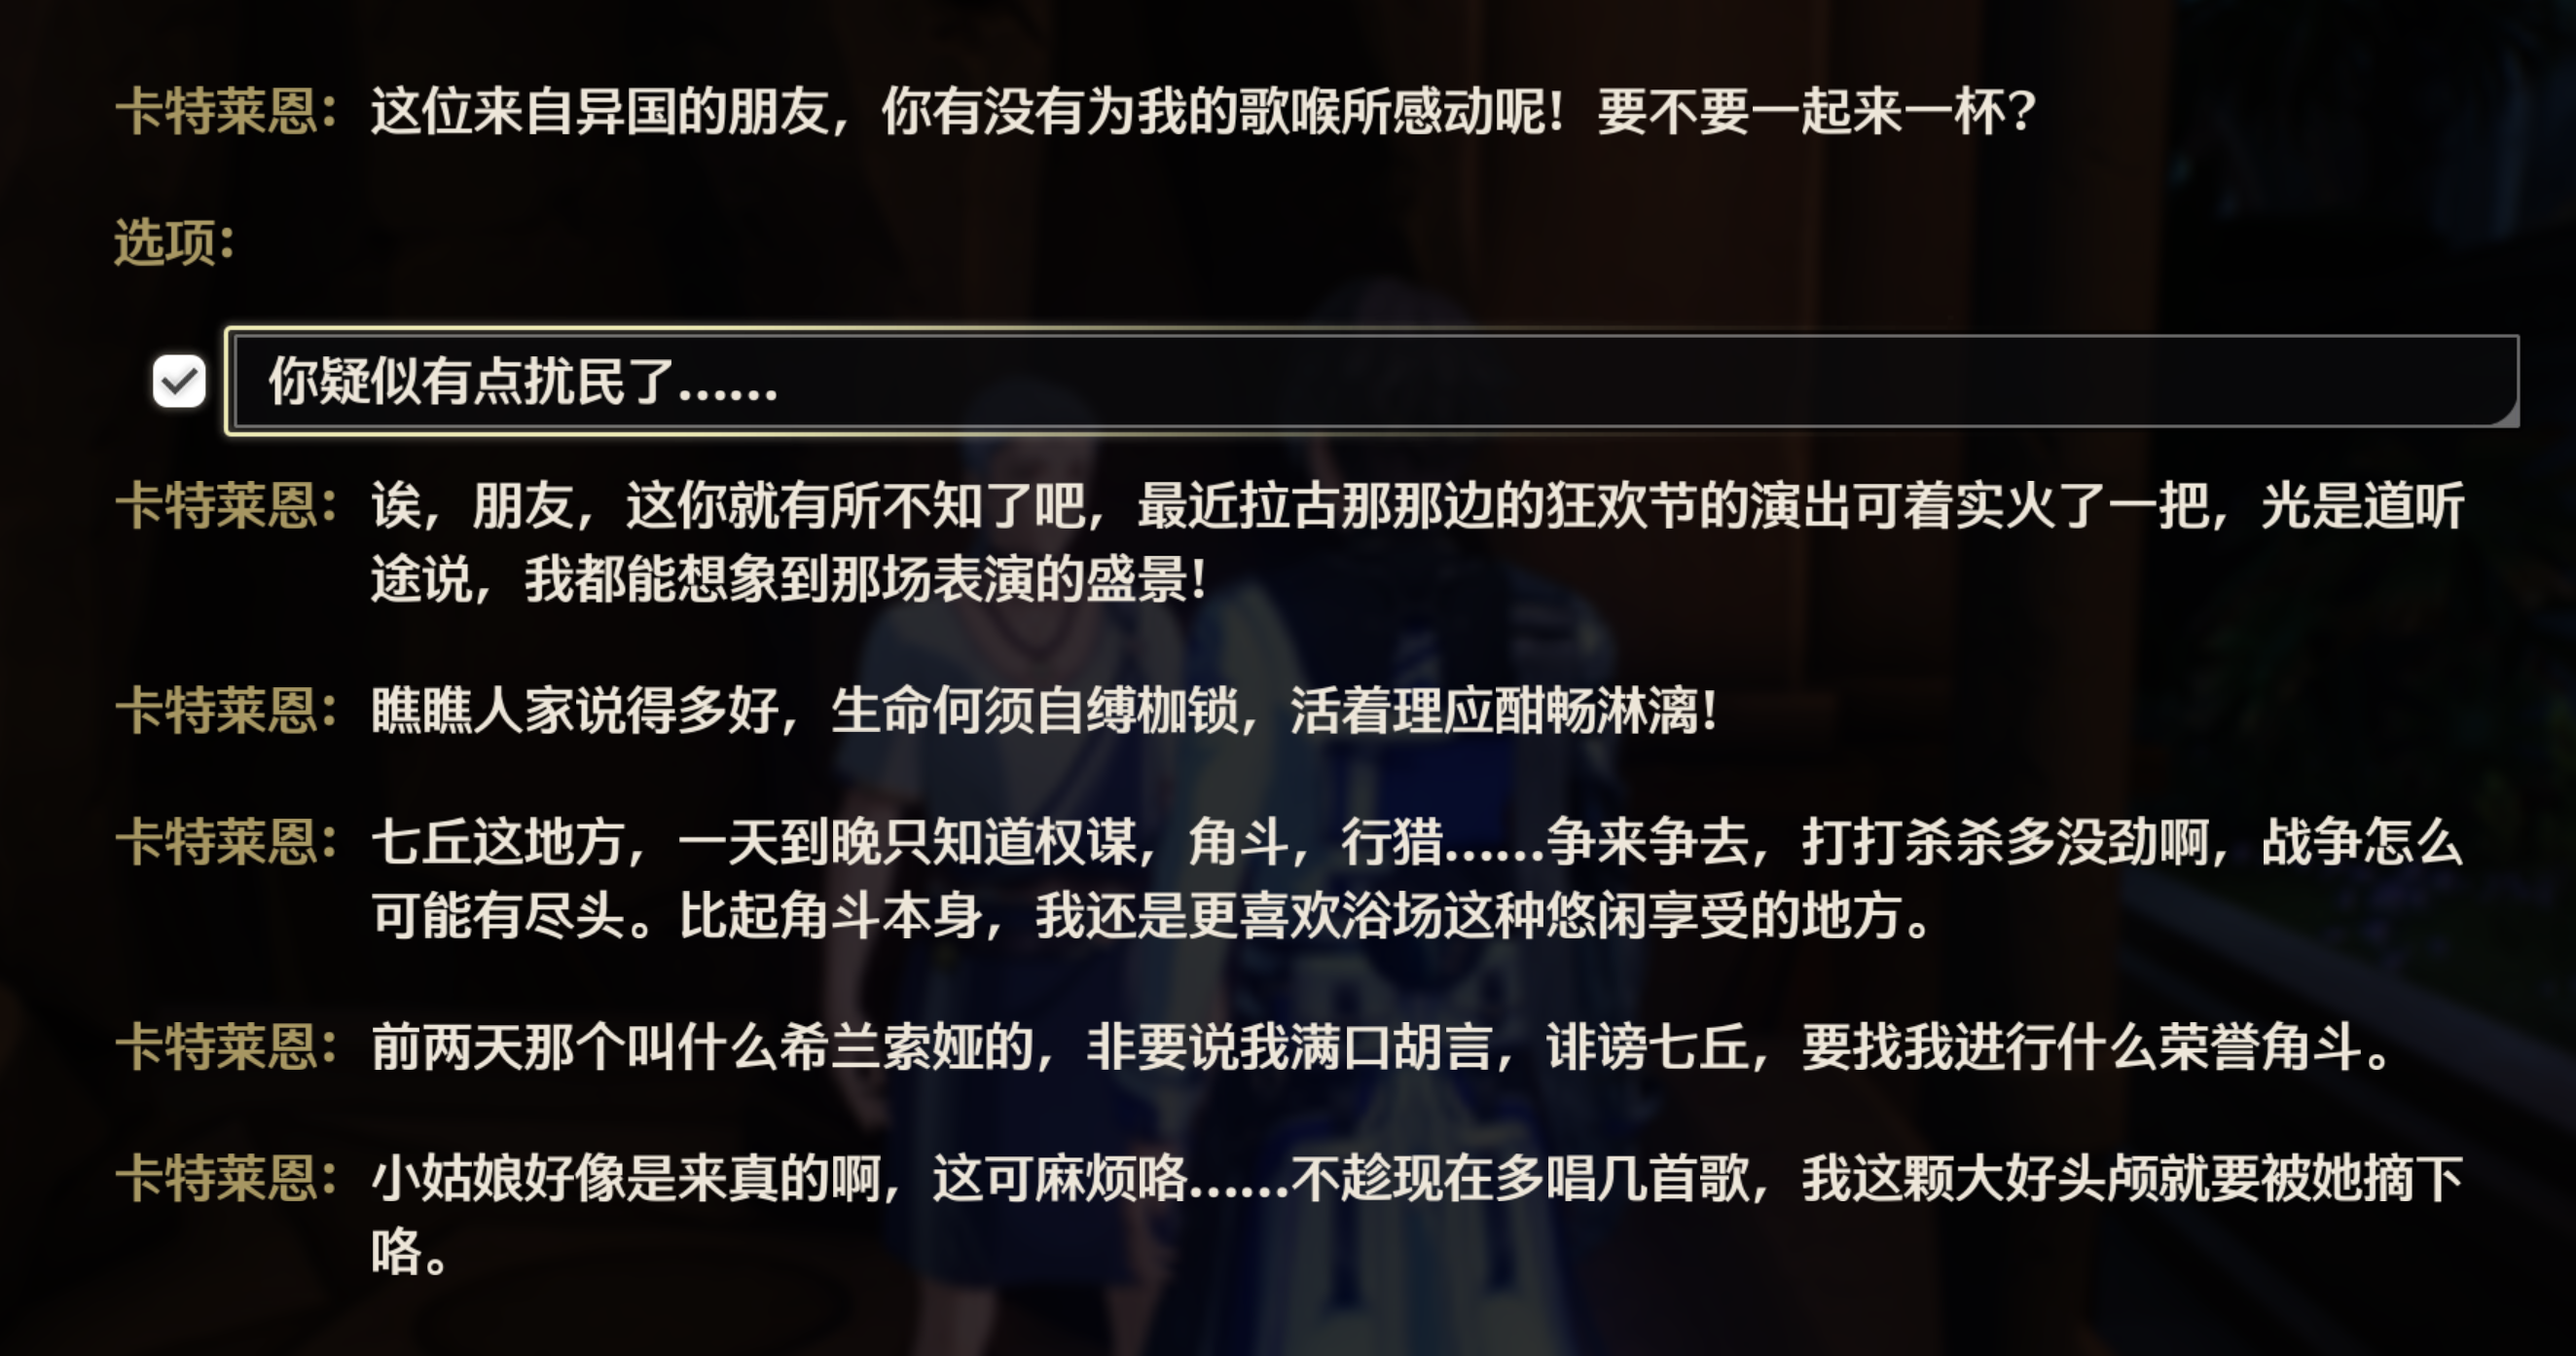 卡特莱恩：这位来自异国的朋友，你有没有为我的歌喉所感动呢！要不要一起来一杯？
选项：
你疑似有点扰民了……
卡特莱恩：诶，朋友，这你就有所不知了吧，最近拉古那那边的狂欢节的演出可着实火了一把，光是道听
途说，我都能想象到那场表演的盛景！
卡特莱恩：瞧瞧人家说得多好，生命何须自缚枷锁，活着理应酣畅淋漓！
卡特莱恩：七丘这地方，一天到晚只知道权谋，角斗，行猎……争来争去，打打杀杀多没劲啊，战争怎么
可能有尽头。比起角斗本身，我还是更喜欢浴场这种悠闲享受的地方。
卡特莱恩：前两天那个叫什么希兰索娅的，非要说我满口胡言，诽谤七丘，要找我进行什么荣誉角斗。
卡特莱恩：小姑娘好像是来真的啊，这可麻烦咯……不趁现在多唱几首歌，我这颗大好头颅就要被她摘下
咯。